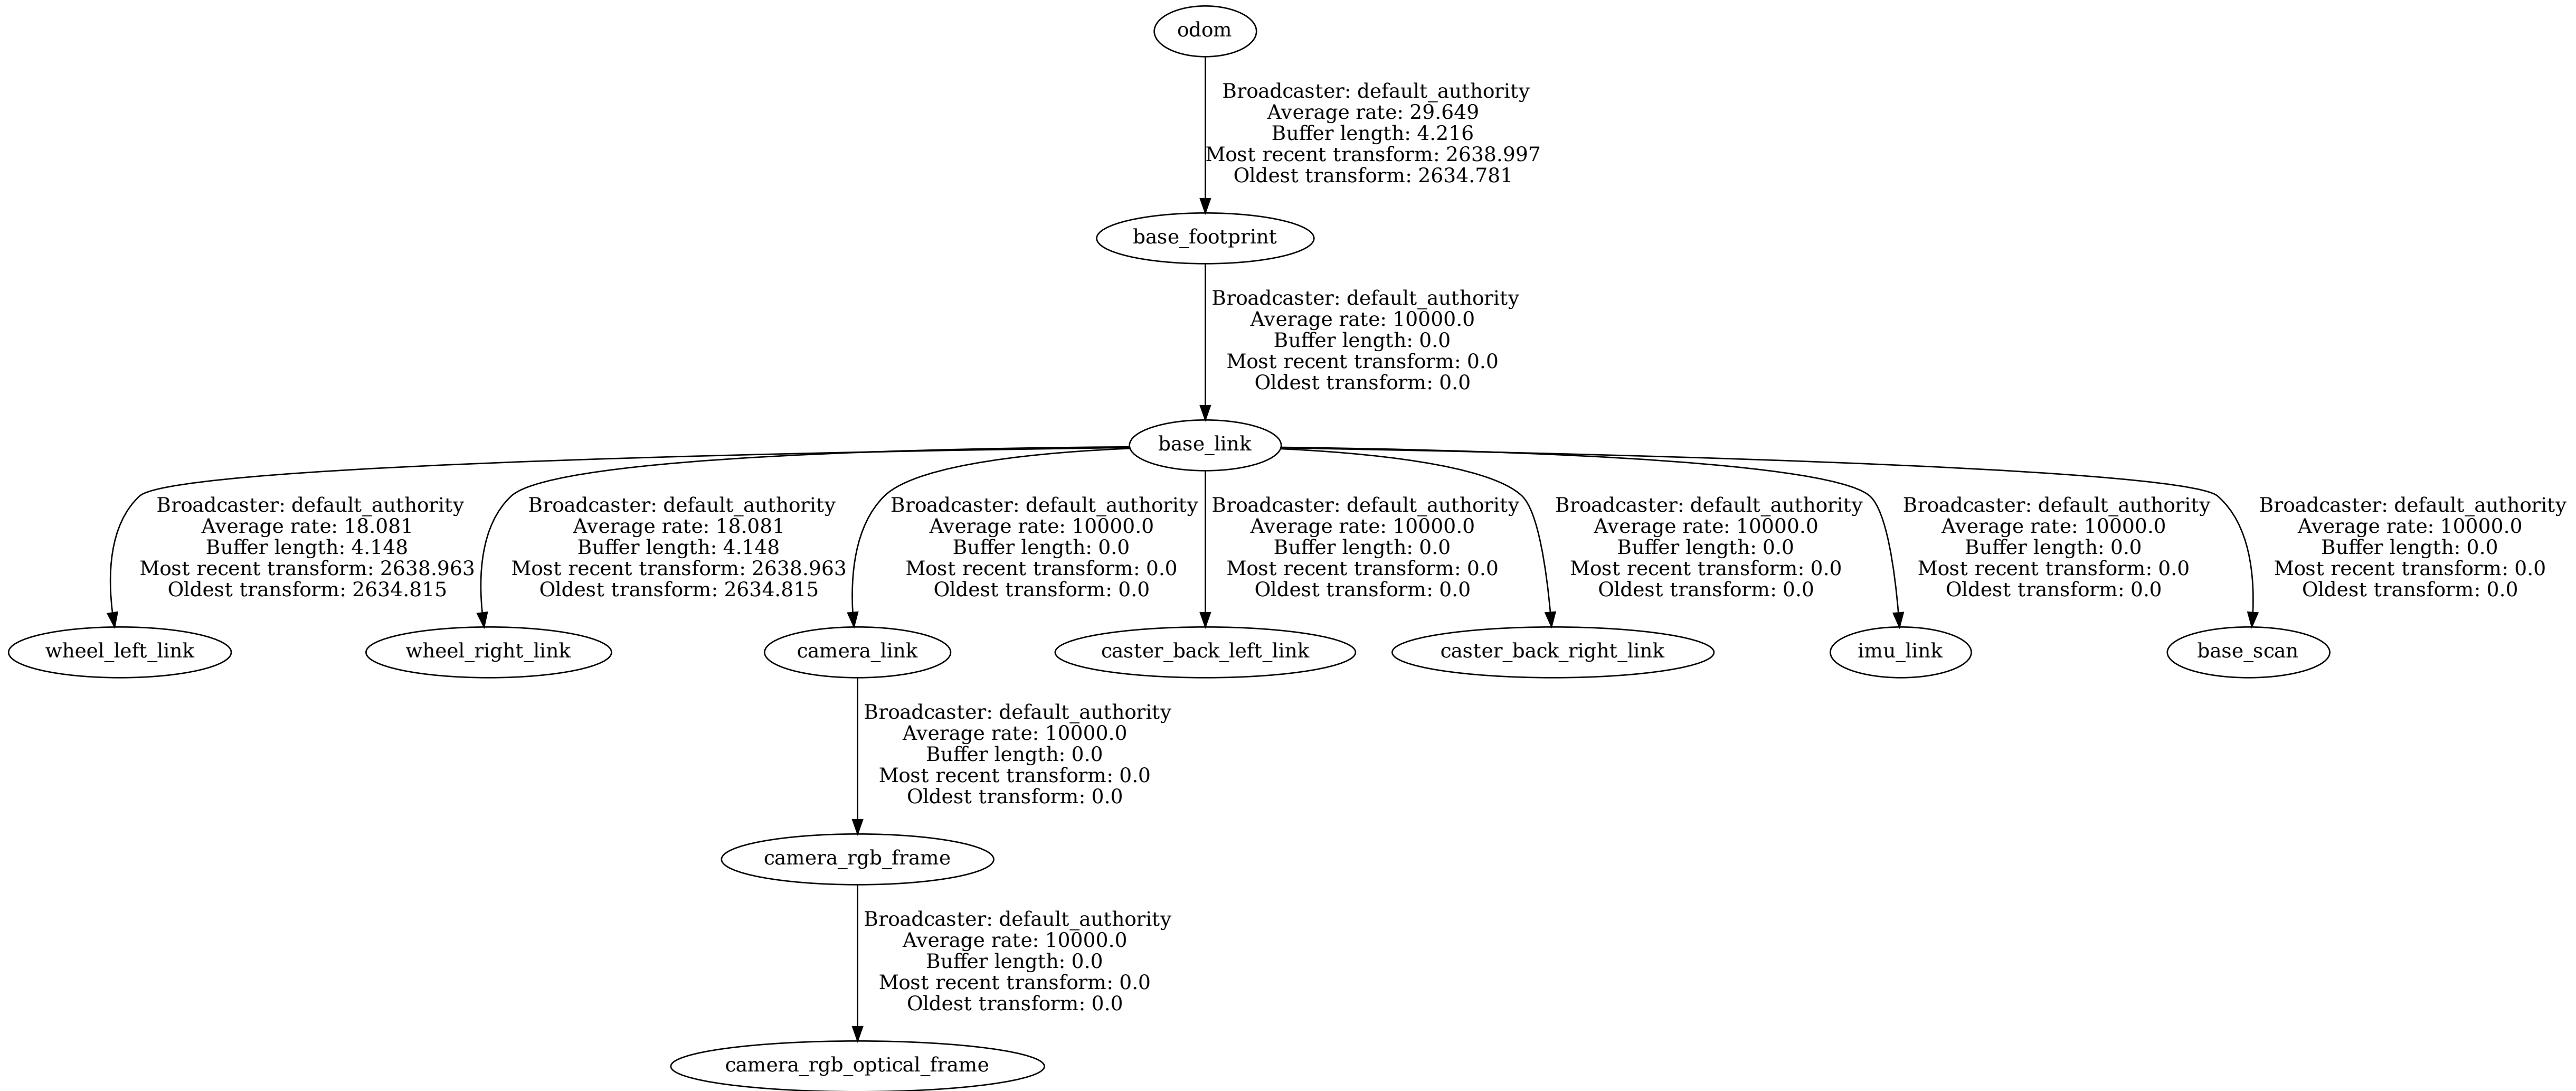 odom
Broadcaster: default_authority
Average rate: 29.649
Buffer length: 4.216
Most recent transform: 2638.997
Oldest transform: 2634.781
base_footprint
Broadcaster: default_authority
Average rate: 10000.0
Buffer length: 0.0
Most recent transform: 0.0
Oldest transform: 0.0
base_link
Broadcaster: default_authority
Average rate: 18.081
Buffer length: 4.148
Most recent transform: 2638.963
Oldest transform: 2634.815
Broadcaster: default_authority
Average rate: 18.081
Buffer length: 4.148
Most recent transform: 2638.963
Oldest transform: 2634.815
Broadcaster: default_authority
Average rate: 10000.0
Buffer length: 0.0
Most recent transform: 0.0
Oldest transform: 0.0
Broadcaster: default_authority
Average rate: 10000.0
Buffer length: 0.0
Most recent transform: 0.0
Oldest transform: 0.0
Broadcaster: default_authority
Average rate: 10000.0
Buffer length: 0.0
Most recent transform: 0.0
Oldest transform: 0.0
Broadcaster: default_authority
Average rate: 10000.0
Buffer length: 0.0
Most recent transform: 0.0
Oldest transform: 0.0
Broadcaster: default_authority
Average rate: 10000.0
Buffer length: 0.0
Most recent transform: 0.0
Oldest transform: 0.0
wheel_left_link
wheel_right_link
camera_link
caster_back_left_link
caster_back_right_link
imu_link
base_scan
Broadcaster: default_authority
Average rate: 10000.0
Buffer length: 0.0
Most recent transform: 0.0
Oldest transform: 0.0
camera_rgb_frame
Broadcaster: default_authority
Average rate: 10000.0
Buffer length: 0.0
Most recent transform: 0.0
Oldest transform: 0.0
camera_rgb_optical_frame